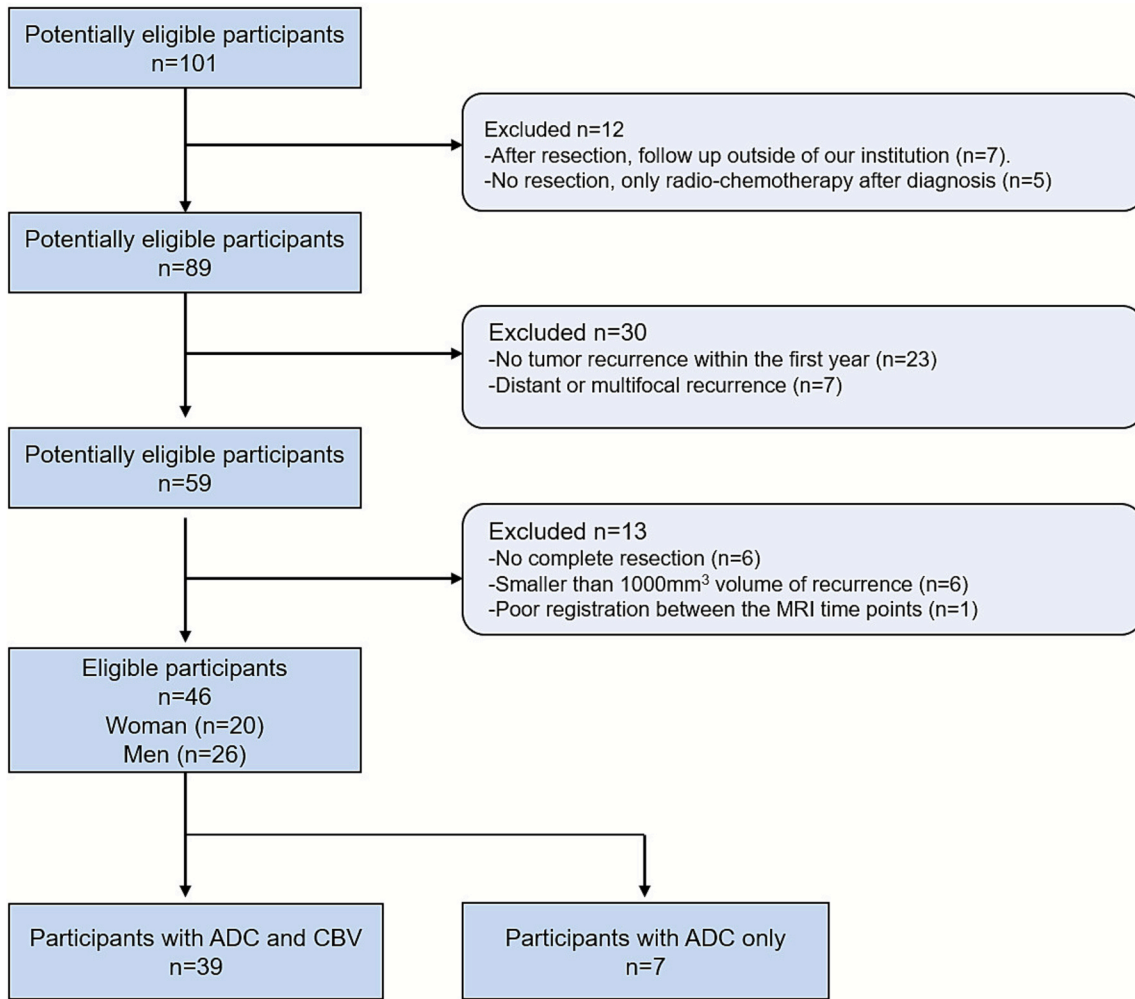 Potentially eligible participants
n=101
Excluded n=12
-After resection, follow up outside of our institution (n=7).
-No resection, only radio-chemotherapy after diagnosis (n=5)
Potentially eligible participants
n=89
Excluded n=30
-No tumor recurrence within the first year (n=23)
-Distant or multifocal recurrence (n=7)
Potentially eligible participants
n=59
Excluded n=13
-No complete resection (n=6)
-Smaller than 1000mm³ volume of recurrence (n=6)
-Poor registration between the MRI time points (n=1)
Eligible participants
n=46
Woman (n=20)
Men (n=26)
Participants with ADC and CBV
n=39
Participants with ADC only
n=7